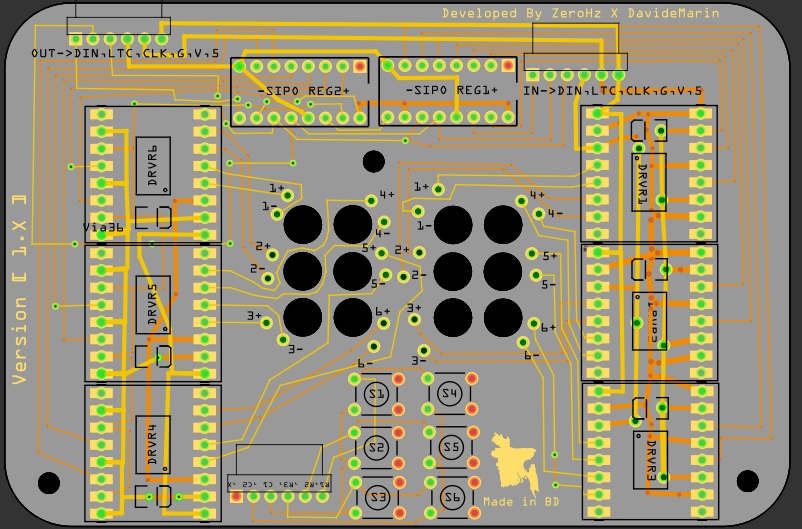 Developed By ZeroHz X DavideMarin
OUT->DIN,LTC,CLK,G,V,5
-SIPO REG2+
-SIPO REG1+
IN->DIN,LTC,CLK,G,V,5
DRVR6
DRVR1
1+
1-
4+
4-
1+
1-
4+
4-
Via36
Version [ 1.X ]
2+
2-
5+
5-
2+
2-
5+
5-
DRVR5
3+
3-
6+
6-
3+
3-
6+
6-
S1
S4
DRVR4
S2
S5
DRVR3
S3
S6
Made in BD